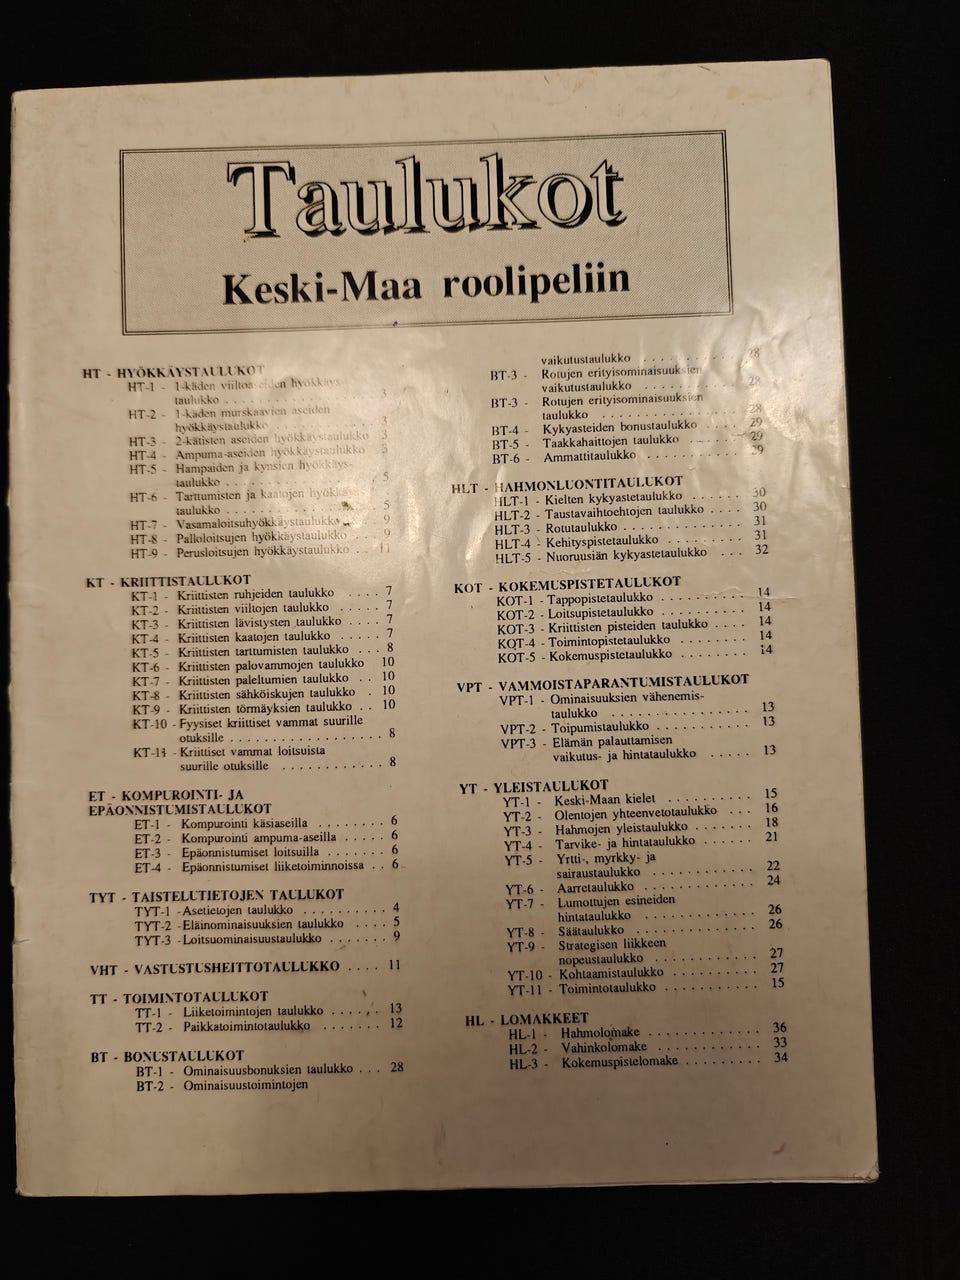 Taulukot
Keski-Maa roolipeliin
HT - HYÖKKÄYSTAULUKOT
HT-1 - 1-käden viiltoaseiden hyökkäys-
taulukko . . . . . . . . . . . . . . . . 3
HT-2 - 1-käden murskaavien aseiden
hyökkäystaulukko . . . . . . . . . . 3
HT-3 - 2-kätisten aseiden hyökkäystaulukko 3
HT-4 - Ampuma-aseiden hyökkäystaulukko 3
HT-5 - Hampaiden ja kynsien hyökkäys-
taulukko . . . . . . . . . . . . . . . . 5
HT-6 - Tarttumisten ja kaatojen hyökkäys-
taulukko . . . . . . . . . . . . . . . . 5
HT-7 - Vasamaloitsuhyökkäystaulukko . . 9
HT-8 - Palloloitsujen hyökkäystaulukko . . 9
HT-9 - Perusloitsujen hyökkäystaulukko . . 11
KT - KRIITTISTAULUKOT
KT-1 - Kriittisten ruhjeiden taulukko . . . . 7
KT-2 - Kriittisten viiltojen taulukko . . . . . 7
KT-3 - Kriittisten lävistysten taulukko . . . . 7
KT-4 - Kriittisten kaatojen taulukko . . . . . 7
KT-5 - Kriittisten tarttumisten taulukko . . . 8
KT-6 - Kriittisten palovammojen taulukko 10
KT-7 - Kriittisten paleltumien taulukko . . 10
KT-8 - Kriittisten sähköiskujen taulukko . 10
KT-9 - Kriittisten törmäyksien taulukko . . 10
KT-10 - Fyysiset kriittiset vammat suurille
otuksille . . . . . . . . . . . . . . . . . 8
KT-11 - Kriittiset vammat loitsuista
suurille otuksille . . . . . . . . . . . . 8
ET - KOMPUROINTI- JA
EPÄONNISTUMISTAULUKOT
ET-1 - Kompurointi käsiaseilla . . . . . . . . 6
ET-2 - Kompurointi ampuma-aseilla . . . . . 6
ET-3 - Epäonnistumiset loitsuilla . . . . . . . 6
ET-4 - Epäonnistumiset liiketoiminnoissa . . 6
TYT - TAISTELUTIETOJEN TAULUKOT
TYT-1 - Asetietojen taulukko . . . . . . . . . . 4
TYT-2 - Eläinominaisuuksien taulukko . . . . 5
TYT-3 - Loitsuominaisuustaulukko . . . . . . . 9
VHT - VASTUSTUSHEITTOTAULUKKO . . . . 11
TT - TOIMINTOTAULUKOT
TT-1 - Liiketoimintojen taulukko . . . . . . 13
TT-2 - Paikkatoimintotaulukko . . . . . . . 12
BT - BONUSTAULUKOT
BT-1 - Ominaisuusbonuksien taulukko . . . 28
BT-2 - Ominaisuustoimintojen
vaikutustaulukko . . . . . . . . . . . 28
BT-3 - Rotujen erityisominaisuuksien
vaikutustaulukko . . . . . . . . . . . 28
BT-3 - Rotujen erityisominaisuuksien
taulukko . . . . . . . . . . . . . . . . 28
BT-4 - Kykyasteiden bonustaulukko . . . . . 29
BT-5 - Taakkahaittojen taulukko . . . . . . 29
BT-6 - Ammattitaulukko . . . . . . . . . . . 29
HLT - HAHMONLUONTITAULUKOT
HLT-1 - Kielten kykyastetaulukko . . . . . . 30
HLT-2 - Taustavaihtoehtojen taulukko . . . . 30
HLT-3 - Rotutaulukko . . . . . . . . . . . . . 31
HLT-4 - Kehityspistetaulukko . . . . . . . . 31
HLT-5 - Nuoruusiän kykyastetaulukko . . . 32
KOT - KOKEMUSPISTETAULUKOT
KOT-1 - Tappopistetaulukko . . . . . . . . . . 14
KOT-2 - Loitsupistetaulukko . . . . . . . . . . 14
KOT-3 - Kriittisten pisteiden taulukko . . . . 14
KOT-4 - Toimintopistetaulukko . . . . . . . . 14
KOT-5 - Kokemuspistetaulukko . . . . . . . . 14
VPT - VAMMOISTAPARANTUMISTAULUKOT
VPT-1 - Ominaisuuksien vähenemis-
taulukko . . . . . . . . . . . . . . . . 13
VPT-2 - Toipumistaulukko . . . . . . . . . . . 13
VPT-3 - Elämän palauttamisen
vaikutus- ja hintataulukko . . . . . 13
YT - YLEISTAULUKOT
YT-1 - Keski-Maan kielet . . . . . . . . . . 15
YT-2 - Olentojen yhteenvetotaulukko . . . 16
YT-3 - Hahmojen yleistaulukko . . . . . . . 18
YT-4 - Tarvike- ja hintataulukko . . . . . . 21
YT-5 - Yrtti-, myrkky- ja
sairaustaulukko . . . . . . . . . . . . 22
YT-6 - Aarretaulukko . . . . . . . . . . . . . 24
YT-7 - Lumottujen esineiden
hintataulukko . . . . . . . . . . . . . 26
YT-8 - Säätaulukko . . . . . . . . . . . . . . 26
YT-9 - Strategisen liikkeen
nopeustaulukko . . . . . . . . . . . . 27
YT-10 - Kohtaamistaulukko . . . . . . . . . . 27
YT-11 - Toimintotaulukko . . . . . . . . . . . 15
HL - LOMAKKEET
HL-1 - Hahmolomake . . . . . . . . . . . . . 36
HL-2 - Vahinkolomake . . . . . . . . . . . . 33
HL-3 - Kokemuspistelomake . . . . . . . . . 34